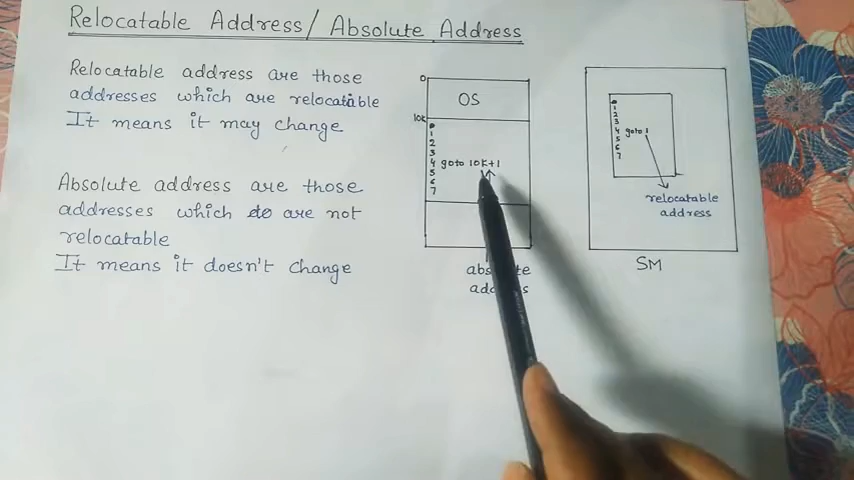 Relocatable Address/ Absolute Address
Relocatable address are those
addresses which are relocatable
It means it may change
Absolute address are those
addresses which do are not
relocatable
It means it doesn't change
0
OS
10K
0
1
2
3
4 goto 10K+1
5
6
7
absolute
0
1
2
3
4 goto 1
5
6
7
relocatable
address
SM